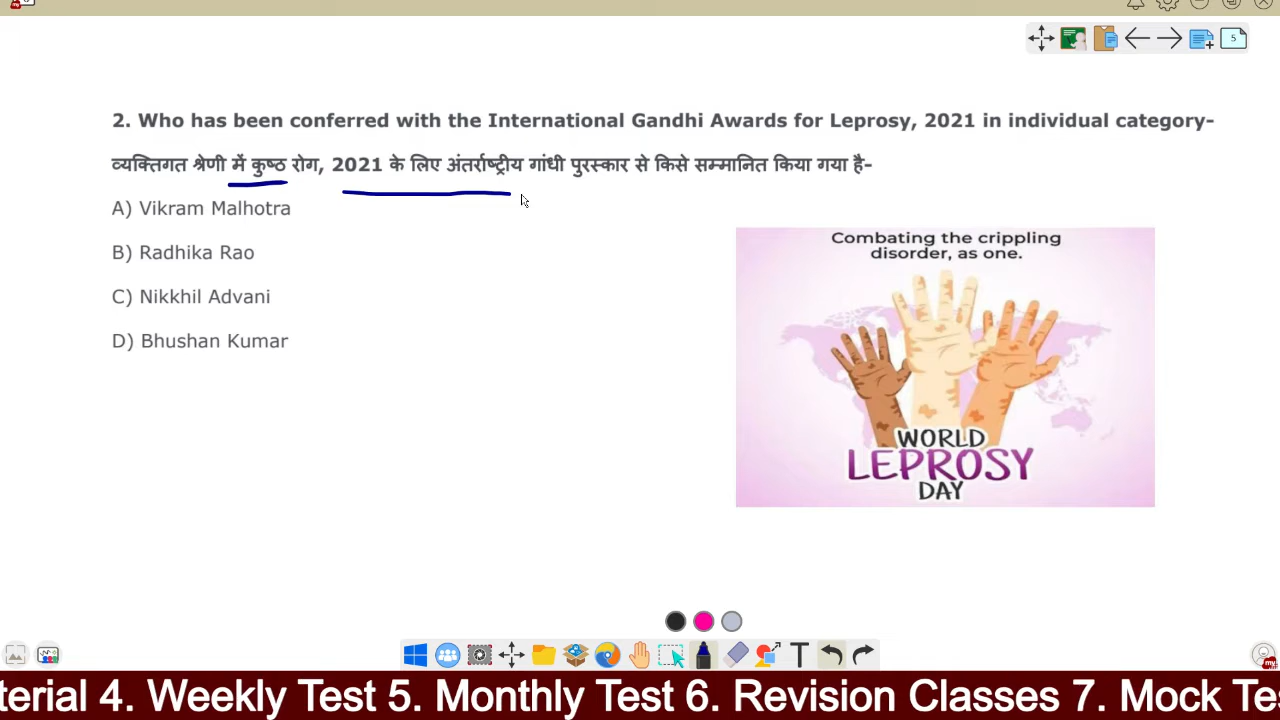 5
2. Who has been conferred with the International Gandhi Awards for Leprosy, 2021 in individual category-
व्यक्तिगत श्रेणी में कुष्ठ रोग, 2021 के लिए अंतर्राष्ट्रीय गांधी पुरस्कार से किसे सम्मानित किया गया है-
A) Vikram Malhotra
B) Radhika Rao
C) Nikkhil Advani
D) Bhushan Kumar
Combating the crippling
disorder, as one.
WORLD
LEPROSY
DAY
terial 4. Weekly Test 5. Monthly Test 6. Revision Classes 7. Mock Te